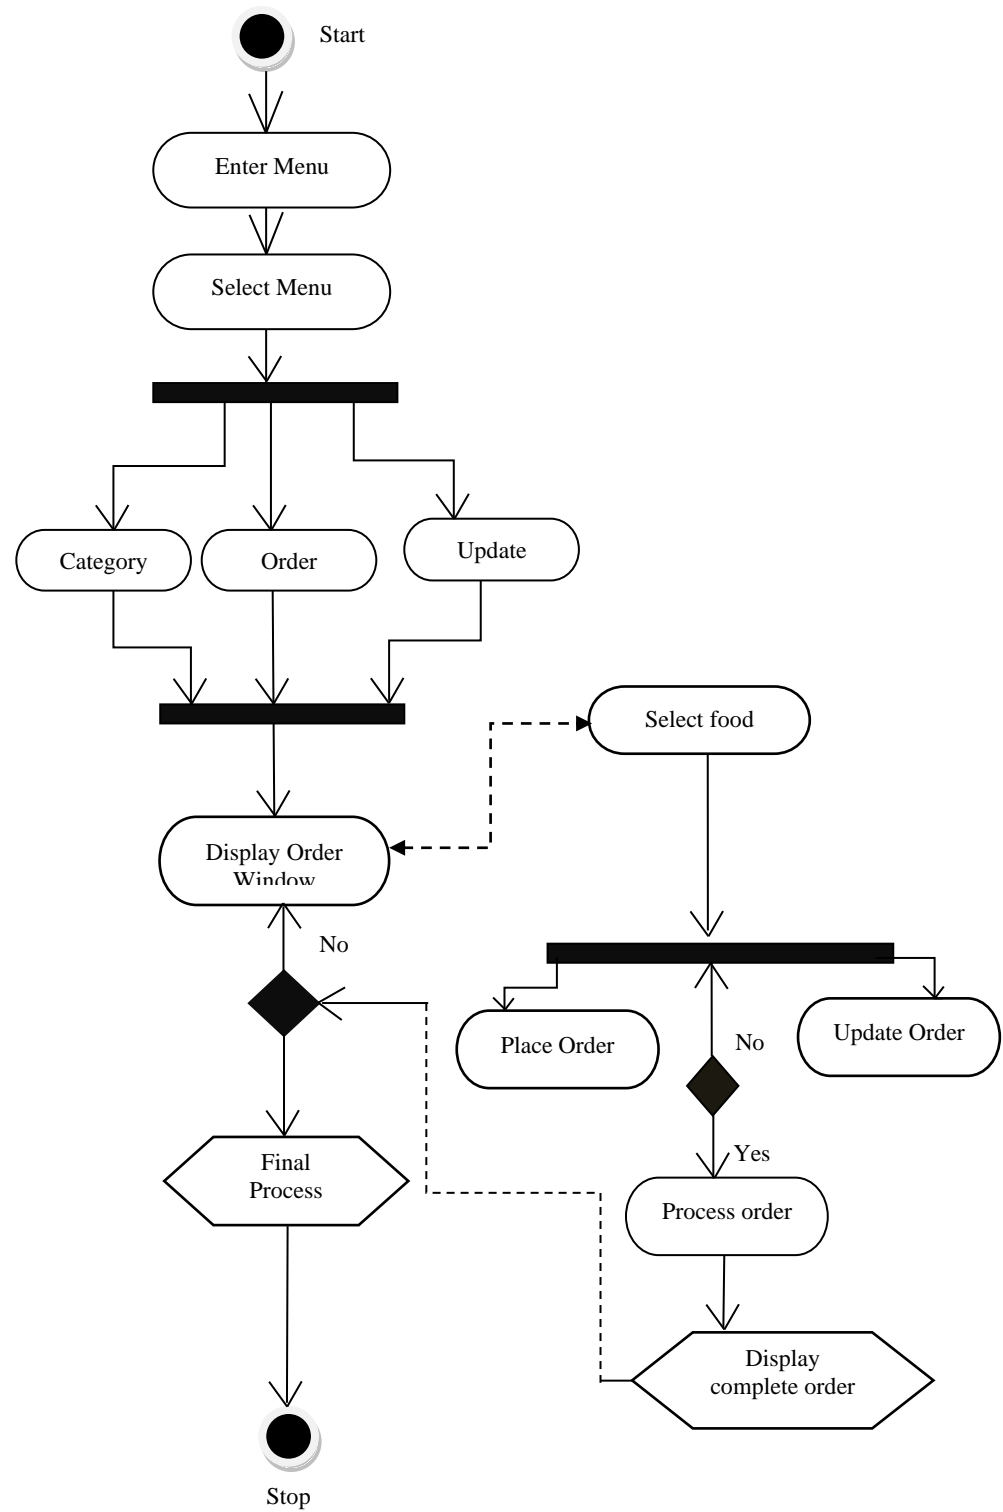 Start
Enter Menu
Select Menu
Category
Order
Update
Select food
Display Order
Window
No
Place Order
No
Update Order
Yes
Final
Process
Process order
Display
complete order
Stop